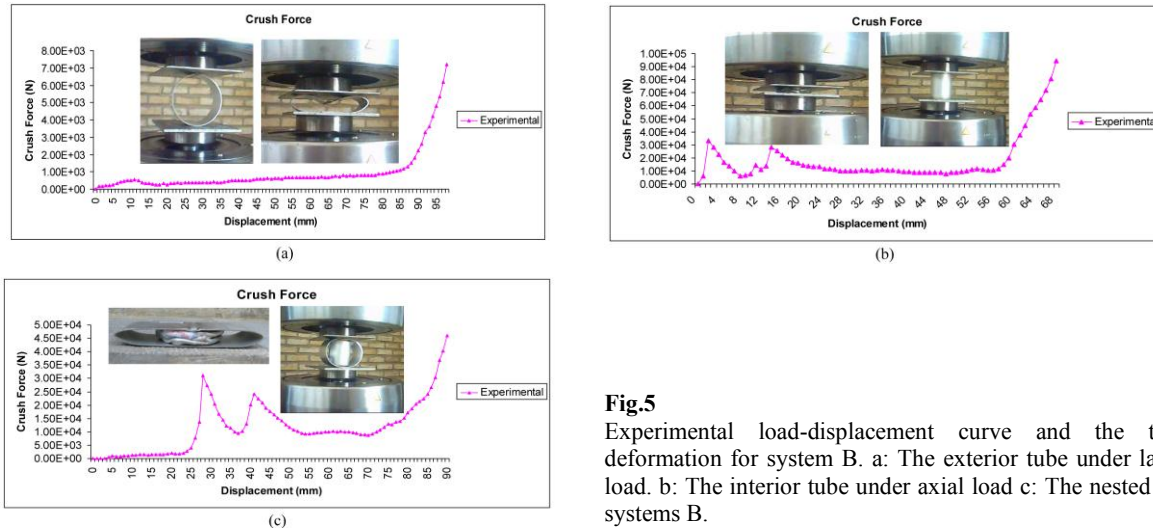 Crush Force
8.00E+03
7.00E+03
6.00E+03
5.00E+03
4.00E+03
3.00E+03
2.00E+03
1.00E+03
0.00E+00
Crush Force (N)
Experimental
0 5 10 15 20 25 30 35 40 45 50 55 60 65 70 75 80 85 90 95
Displacement (mm)
(a)
Crush Force
1.00E+05
9.00E+04
8.00E+04
7.00E+04
6.00E+04
5.00E+04
4.00E+04
3.00E+04
2.00E+04
1.00E+04
0.00E+00
Crush Force (N)
Experimenta
0 4 8 12 16 20 24 28 32 36 40 44 48 52 56 60 64 68
Displacement (mm)
(b)
Crush Force
5.00E+04
4.50E+04
4.00E+04
3.50E+04
3.00E+04
2.50E+04
2.00E+04
1.50E+04
1.00E+04
5.00E+03
0.00E+00
Crush Force (N)
Experimental
0 5 10 15 20 25 30 35 40 45 50 55 60 65 70 75 80 85 90
Displacement (mm)
(c)
Fig.5
Experimental load-displacement curve and the t
deformation for system B. a: The exterior tube under la
load. b: The interior tube under axial load c: The nested
systems B.